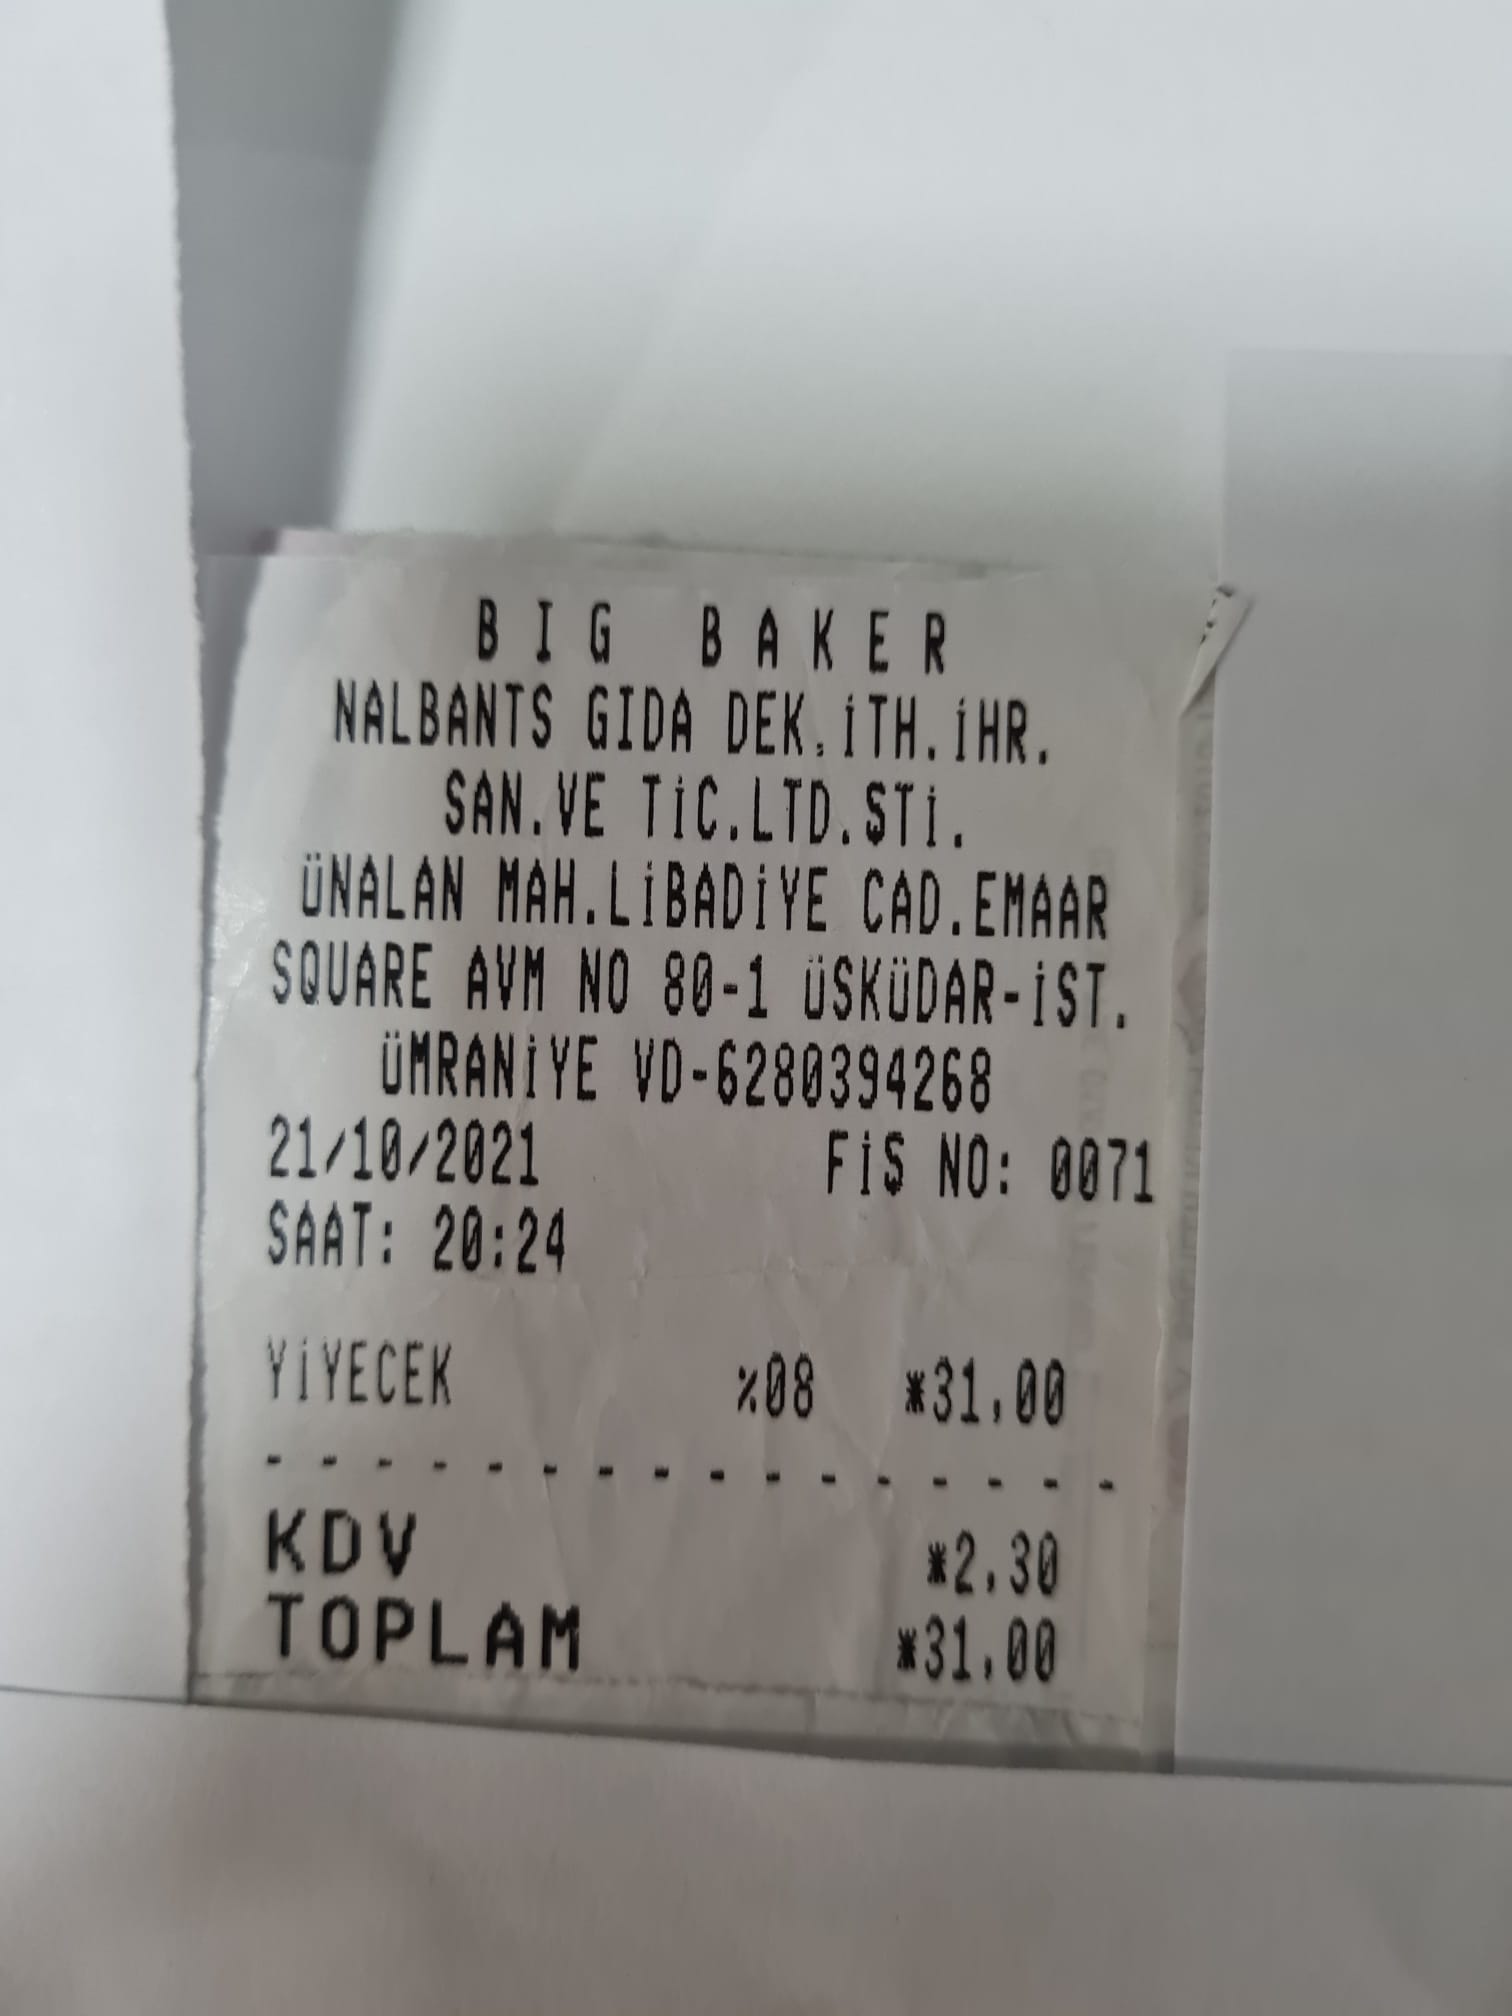 BIG BAKER
NALBANTS GIDA DEK.İTH.İHR.
SAN.VE TİC.LTD.ŞTİ.
ÜNALAN MAH.LİBADİYE CAD.EMAAR
SQUARE AVM NO 80-1 ÜSKÜDAR-İST.
ÜMRANİYE VD-6280394268
21/10/2021 FİŞ NO: 0071
SAAT: 20:24
YİYECEK %08 *31,00
- - - - - - - - - - - - - - - -
KDV *2,30
TOPLAM *31,00